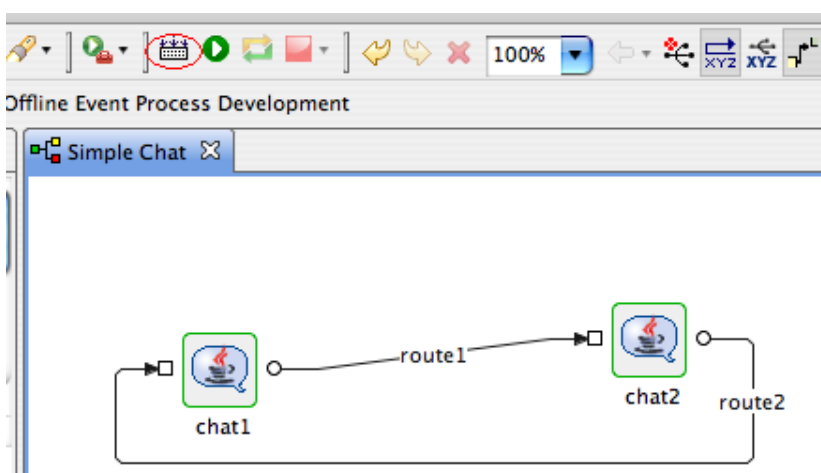 100%
XYZ
XYZ
Offline Event Process Development
Simple Chat
route1
chat2
route2
chat1